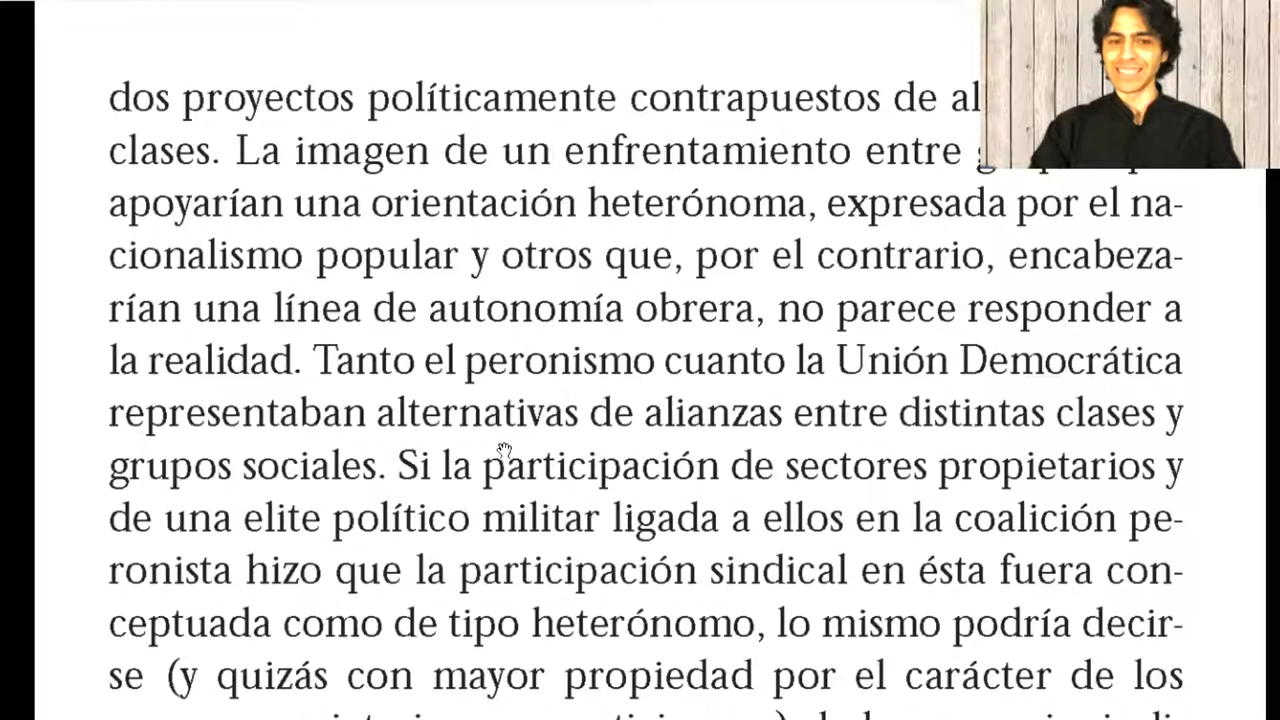 dos proyectos políticamente contrapuestos de al
clases. La imagen de un enfrentamiento entre
apoyarían una orientación heterónoma, expresada por el na-
cionalismo popular y otros que, por el contrario, encabeza-
rían una línea de autonomía obrera, no parece responder a
la realidad. Tanto el peronismo cuanto la Unión Democrática
representaban alternativas de alianzas entre distintas clases y
grupos sociales. Si la participación de sectores propietarios y
de una elite político militar ligada a ellos en la coalición pe-
ronista hizo que la participación sindical en ésta fuera con-
ceptuada como de tipo heterónomo, lo mismo podría decir-
se (y quizás con mayor propiedad por el carácter de los